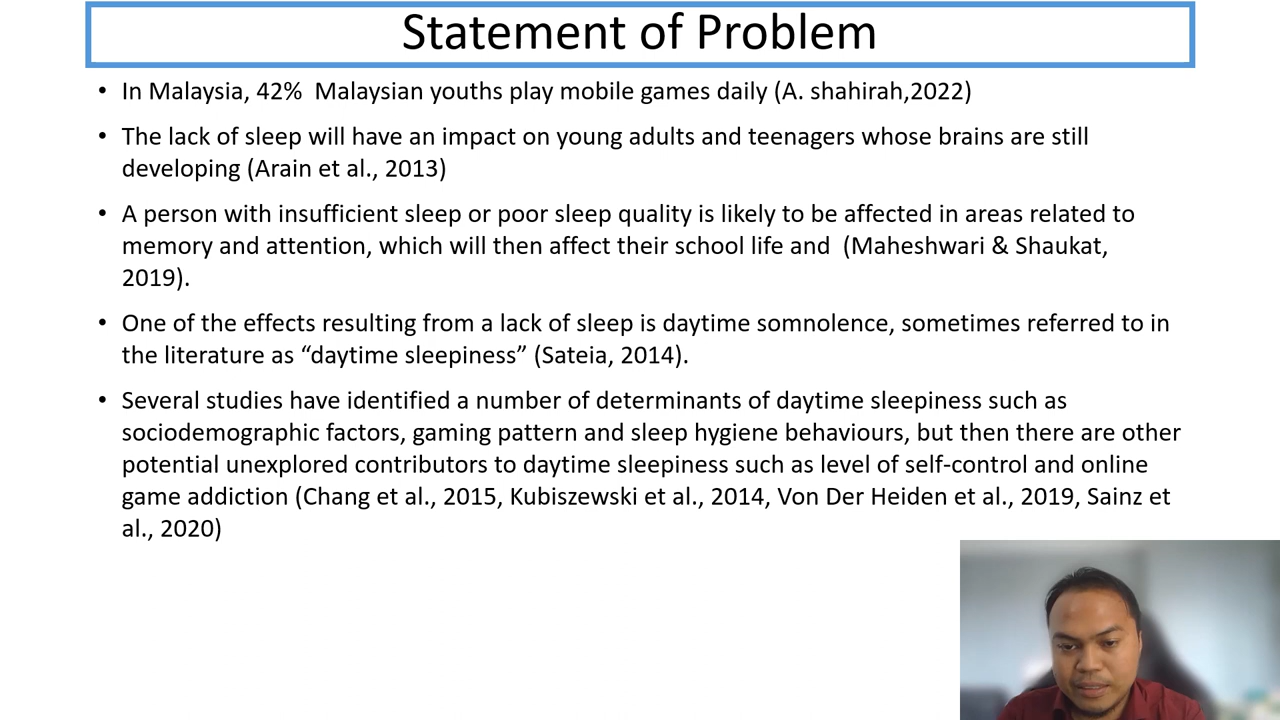 Statement of Problem
• In Malaysia, 42%  Malaysian youths play mobile games daily (A. shahirah,2022)
• The lack of sleep will have an impact on young adults and teenagers whose brains are still
developing (Arain et al., 2013)
• A person with insufficient sleep or poor sleep quality is likely to be affected in areas related to
memory and attention, which will then affect their school life and  (Maheshwari & Shaukat,
2019).
• One of the effects resulting from a lack of sleep is daytime somnolence, sometimes referred to in
the literature as “daytime sleepiness” (Sateia, 2014).
• Several studies have identified a number of determinants of daytime sleepiness such as
sociodemographic factors, gaming pattern and sleep hygiene behaviours, but then there are other
potential unexplored contributors to daytime sleepiness such as level of self-control and online
game addiction (Chang et al., 2015, Kubiszewski et al., 2014, Von Der Heiden et al., 2019, Sainz et
al., 2020)